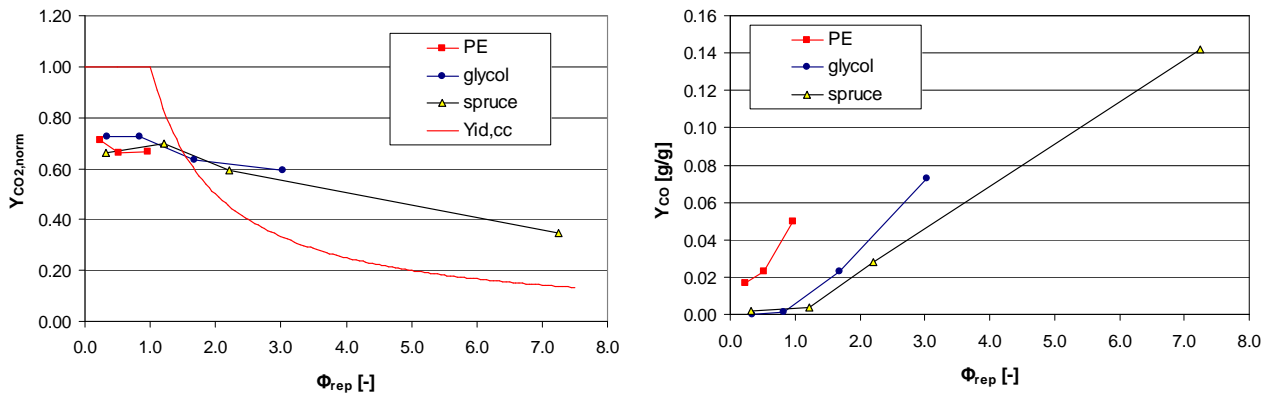 1.20
1.00
0.80
0.60
0.40
0.20
0.00
Y_CO2,norm
PE
glycol
spruce
Yid,cc
0.0 1.0 2.0 3.0 4.0 5.0 6.0 7.0 8.0
Φ_rep [-]
0.16
0.14
0.12
0.10
0.08
0.06
0.04
0.02
0.00
Y_CO [g/g]
PE
glycol
spruce
0.0 1.0 2.0 3.0 4.0 5.0 6.0 7.0 8.0
Φ_rep [-]